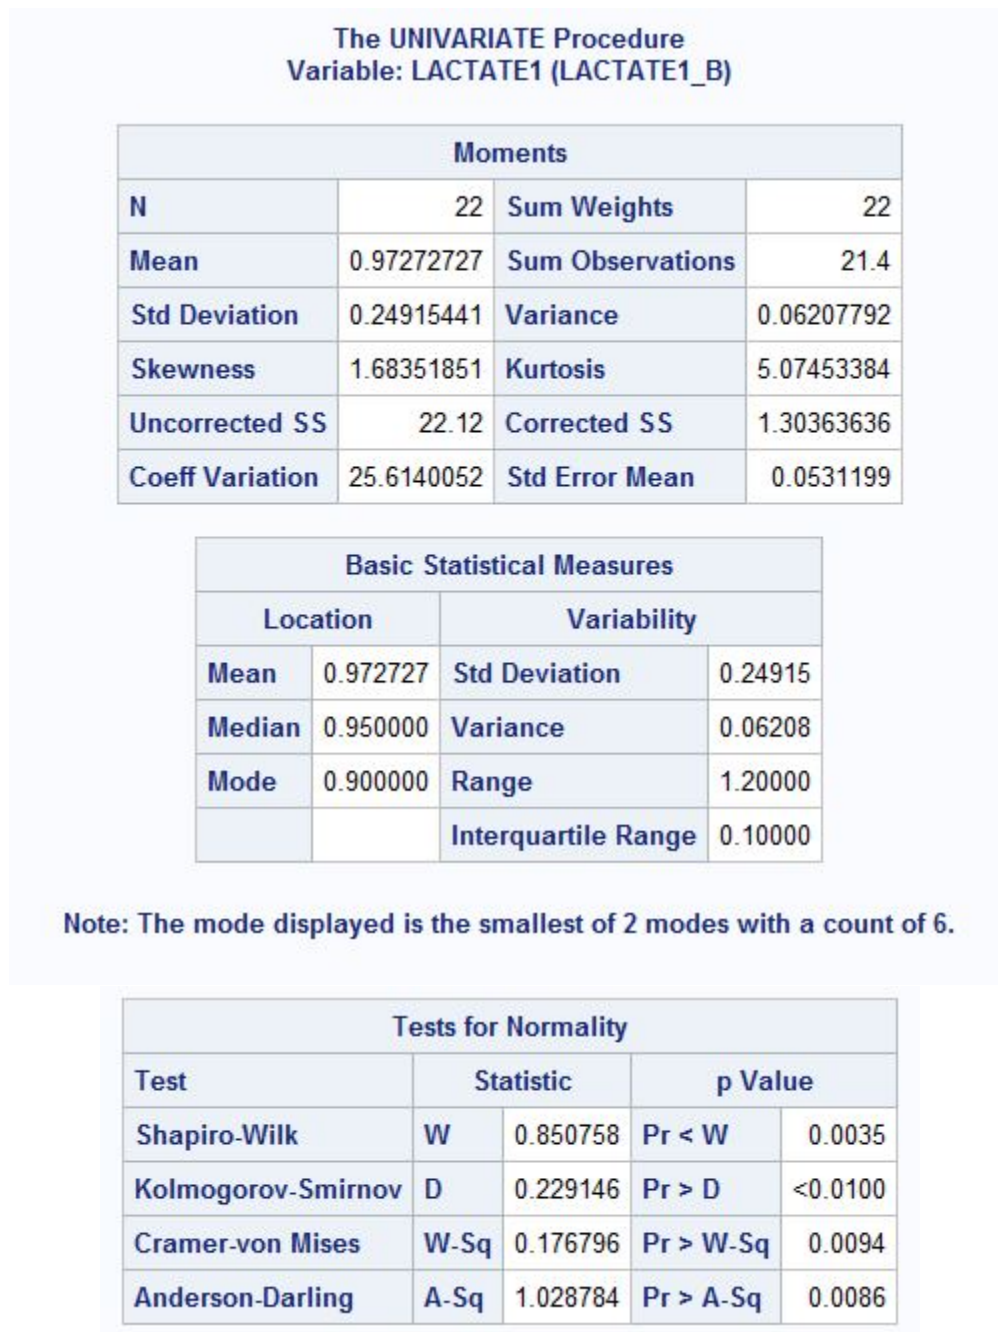 The UNIVARIATE Procedure
Variable: LACTATE1 (LACTATE1_B)
Moments
N 22 Sum Weights 22
Mean 0.97272727 Sum Observations 21.4
Std Deviation 0.24915441 Variance 0.06207792
Skewness 1.68351851 Kurtosis 5.07453384
Uncorrected SS 22.12 Corrected SS 1.30363636
Coeff Variation 25.6140052 Std Error Mean 0.0531199
Basic Statistical Measures
Location Variability
Mean 0.972727 Std Deviation 0.24915
Median 0.950000 Variance 0.06208
Mode 0.900000 Range 1.20000
Interquartile Range 0.10000
Note: The mode displayed is the smallest of 2 modes with a count of 6.
Tests for Normality
Test Statistic p Value
Shapiro-Wilk W 0.850758 Pr < W 0.0035
Kolmogorov-Smirnov D 0.229146 Pr > D <0.0100
Cramer-von Mises W-Sq 0.176796 Pr > W-Sq 0.0094
Anderson-Darling A-Sq 1.028784 Pr > A-Sq 0.0086